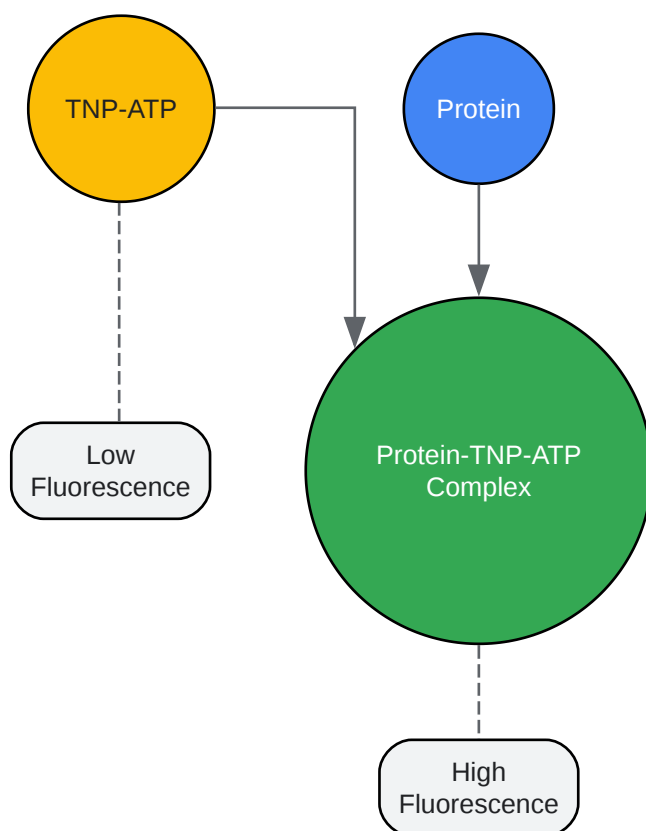 TNP-ATP
Protein
Low
Fluorescence
Protein-TNP-ATP
Complex
High
Fluorescence